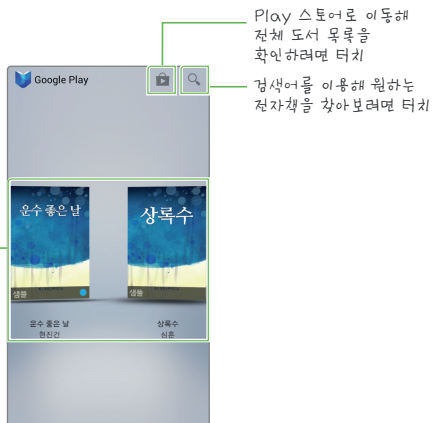 Play 스토어로 이동해
전체 도서 목록을
확인하려면 터치
Google Play
검색어를 이용해 원하는
전자책을 찾아보려면 터치
운수 좋은 날
상록수
샘플
샘플
운수 좋은 날
현진건
상록수
심훈